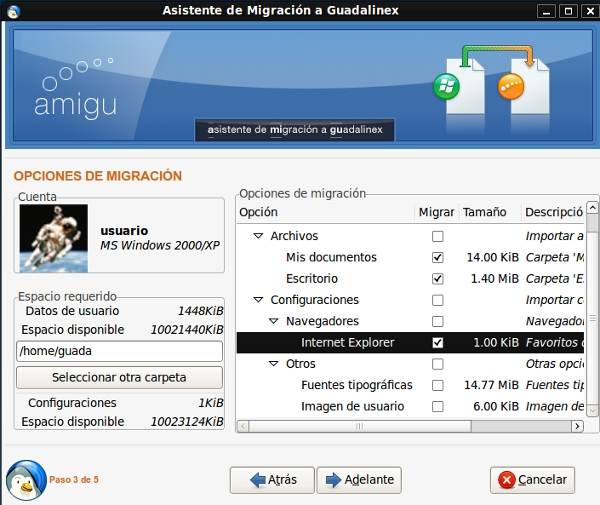 Asistente de Migración a Guadalinex
amigu
asistente de migración a guadalinex
OPCIONES DE MIGRACIÓN
Cuenta
usuario
MS Windows 2000/XP
Espacio requerido
Datos de usuario 1448KiB
Espacio disponible 10021440KiB
/home/guada
Seleccionar otra carpeta
Configuraciones 1KiB
Espacio disponible 10023124KiB
Opciones de migración
Opción Migrar Tamaño Descripció
Archivos Importar a
Mis documentos 14.00 KiB Carpeta 'M
Escritorio 1.40 MiB Carpeta 'E
Configuraciones Importar co
Navegadores Navegado
Internet Explorer 1.00 KiB Favoritos d
Otros Otras opci
Fuentes tipográficas 14.77 MiB Fuentes tip
Imagen de usuario 6.00 KiB Imagen de
Paso 3 de 5
Atrás
Adelante
Cancelar